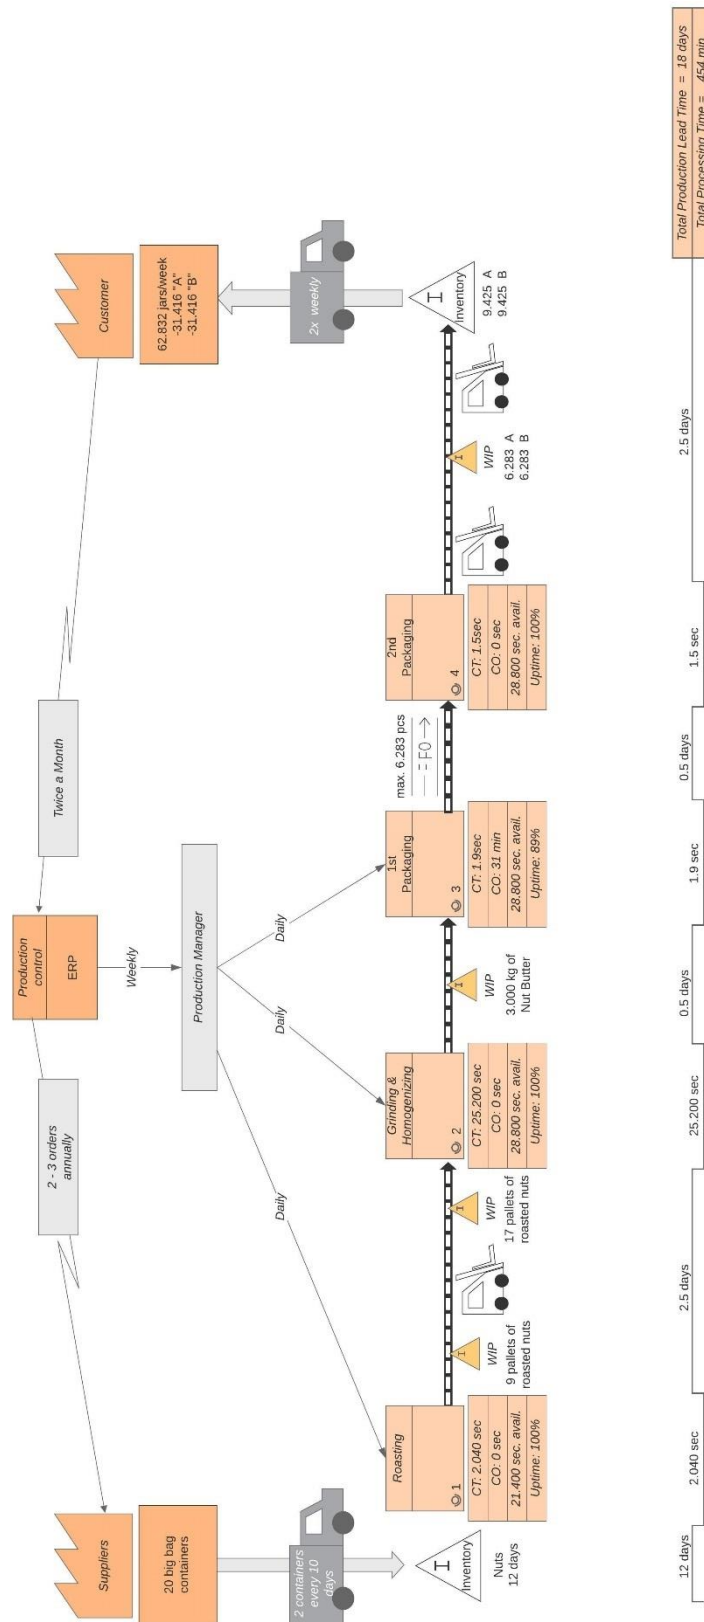 Suppliers
20 big bag
containers
2 containers
every 10
days
I
Inventory
Nuts
12 days
2 - 3 orders
annually
Production
control
ERP
Weekly
Production Manager
Twice a Month
Customer
62.832 jars/week
-31.416 "A"
-31.416 "B"
2x weekly
I
Inventory
9.425 A
9.425 B
Daily
Daily
Daily
Roasting
1
CT: 2.040 sec
CO: 0 sec
21.400 sec. avail.
Uptime: 100%
I
WIP
9 pallets of
roasted nuts
I
WIP
17 pallets of
roasted nuts
Grinding &
Homogenizing
2
CT: 25.200 sec
CO: 0 sec
28.800 sec. avail.
Uptime: 100%
I
WIP
3.000 kg of
Nut Butter
1st
Packaging
3
CT: 1.9sec
CO: 31 min
28.800 sec. avail.
Uptime: 89%
max. 6.283 pcs
2nd
Packaging
4
CT: 1.5sec
CO: 0 sec
28.800 sec. avail.
Uptime: 100%
I
WIP
6.283 A
6.283 B
12 days
2.040 sec
2.5 days
25.200 sec
0.5 days
1.9 sec
0.5 days
1.5 sec
2.5 days
Total Production Lead Time = 18 days
Total Processing Time = 454 min